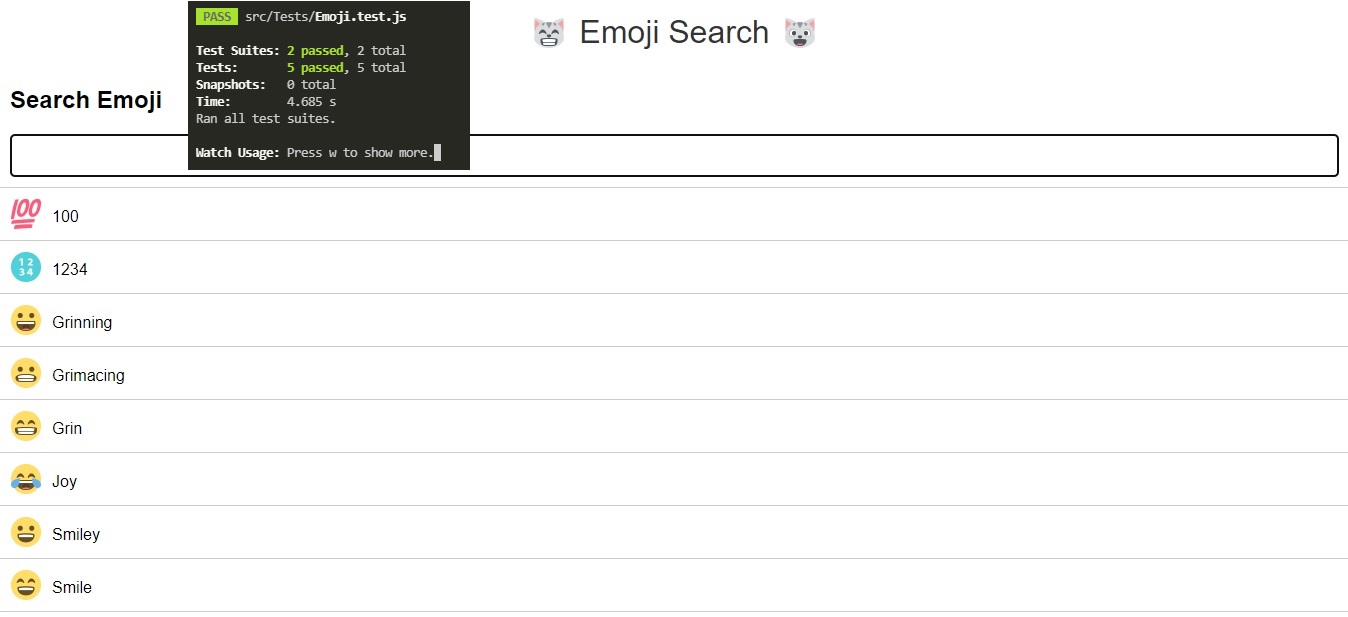 PASS src/Tests/Emoji.test.js
Test Suites: 2 passed, 2 total
Tests: 5 passed, 5 total
Snapshots: 0 total
Time: 4.685 s
Ran all test suites.
Watch Usage: Press w to show more.
Emoji Search
Search Emoji
100
1234
Grinning
Grimacing
Grin
Joy
Smiley
Smile